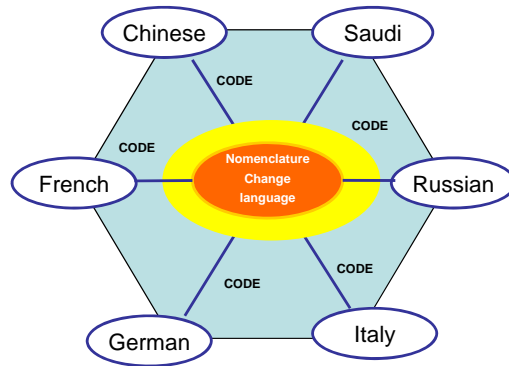 Chinese
Saudi
CODE
CODE
CODE
Nomenclature
Change
language
French
Russian
CODE
CODE
German
Italy